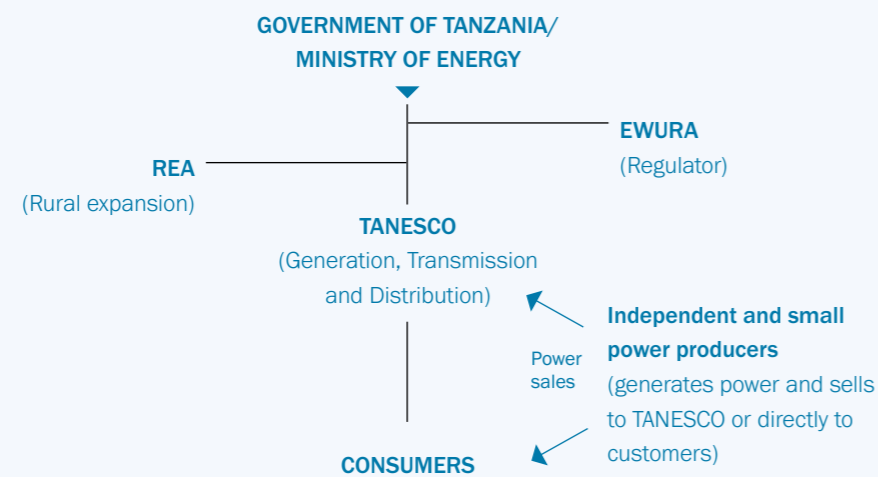 GOVERNMENT OF TANZANIA/
MINISTRY OF ENERGY
EWURA
(Regulator)
REA
(Rural expansion)
TANESCO
(Generation, Transmission
and Distribution)
Independent and small
power producers
(generates power and sells
to TANESCO or directly to
customers)
Power
sales
CONSUMERS